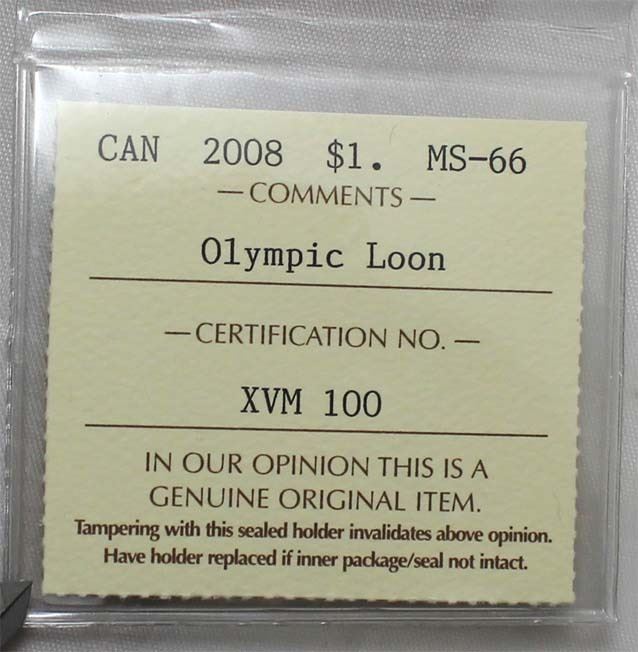 CAN 2008 $1. MS-66
— COMMENTS —
Olympic Loon
— CERTIFICATION NO. —
XVM 100
IN OUR OPINION THIS IS A
GENUINE ORIGINAL ITEM.
Tampering with this sealed holder invalidates above opinion.
Have holder replaced if inner package/seal not intact.